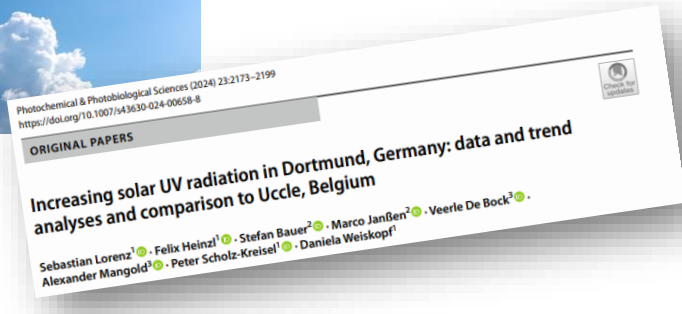 Photochemical & Photobiological Sciences (2024) 23:2173–2199
https://doi.org/10.1007/s43630-024-00658-8
Check for
updates
ORIGINAL PAPERS
Increasing solar UV radiation in Dortmund, Germany: data and trend
analyses and comparison to Uccle, Belgium
Sebastian Lorenz¹ · Felix Heinzl¹ · Stefan Bauer² · Marco Janßen² · Veerle De Bock³ ·
Alexander Mangold³ · Peter Scholz-Kreisel¹ · Daniela Weiskopf¹